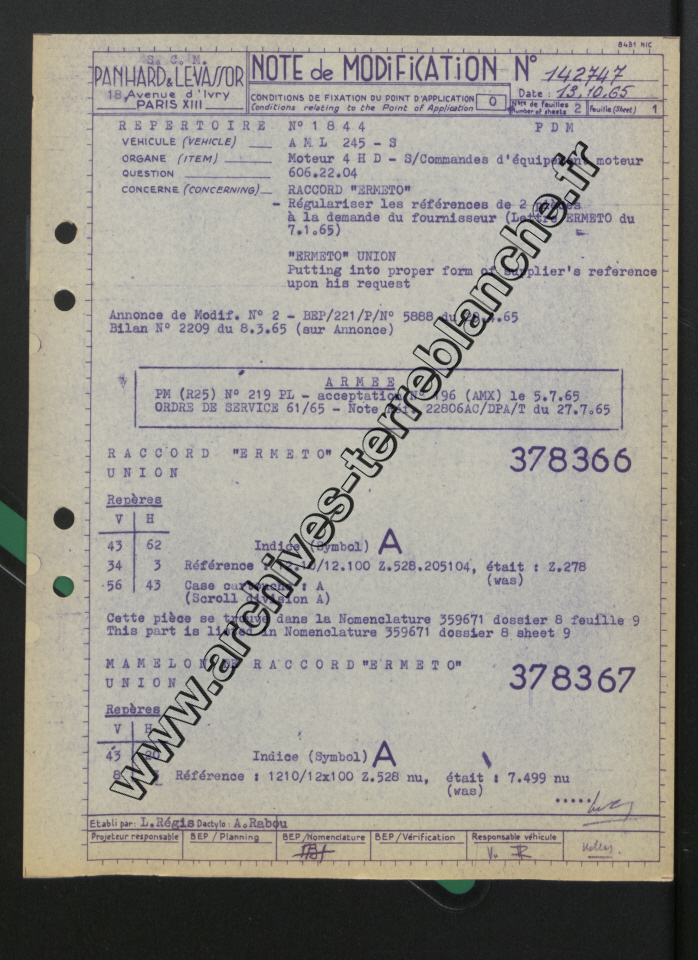 8431 NIC
S. C. M.
PANHARD & LEVASSOR
18, Avenue d'Ivry
PARIS XIII
NOTE de MODIFICATION N° 142747
CONDITIONS DE FIXATION DU POINT D'APPLICATION 0
Conditions relating to the Point of Application
Date : 13.10.65
Nbre de feuilles 2 Feuille (Sheet) 1
Number of sheets
REPERTOIRE N° 1844 PDM
VEHICULE (VEHICLE) AML 245 - S
ORGANE (ITEM) Moteur 4 H D - S/Commandes d'équipement moteur
QUESTION 606.22.04
CONCERNE (CONCERNING) RACCORD "ERMETO"
- Régulariser les références de 2 pièces
à la demande du fournisseur (Lettre ERMETO du
7.1.65)
"ERMETO" UNION
Putting into proper form of supplier's reference
upon his request
Annonce de Modif. N° 2 - BEP/221/P/N° 5888 du .65
Bilan N° 2209 du 8.3.65 (sur Annonce)
ARMEE
PM (R25) N° 219 PL - acceptation N° 196 (AMX) le 5.7.65
ORDRE DE SERVICE 61/65 - Note 22806AC/DPA/T du 27.7.65
RACCORD "ERMETO" 378366
UNION
Repères
V H
43 62 Indice (Symbol) A
34 3 Référence : 10/12.100 Z.528.205104, était : Z.278
(was)
56 43 Case cartouche : A
(Scroll division A)
Cette pièce se trouve dans la Nomenclature 359671 dossier 8 feuille 9
This part is listed in Nomenclature 359671 dossier 8 sheet 9
MAMELON DE RACCORD "ERMETO" 378367
UNION
Repères
V H
43 20 Indice (Symbol) A
8 Référence : 1210/12x100 Z.528 nu, était : 7.499 nu
(was)
.....
Etabli par: L.Régis Dactylo: A.Rabou
Projeteur responsable BEP/Planning BEP/Nomenclature BEP/Vérification Responsable véhicule
www.archives-terreblanche.fr